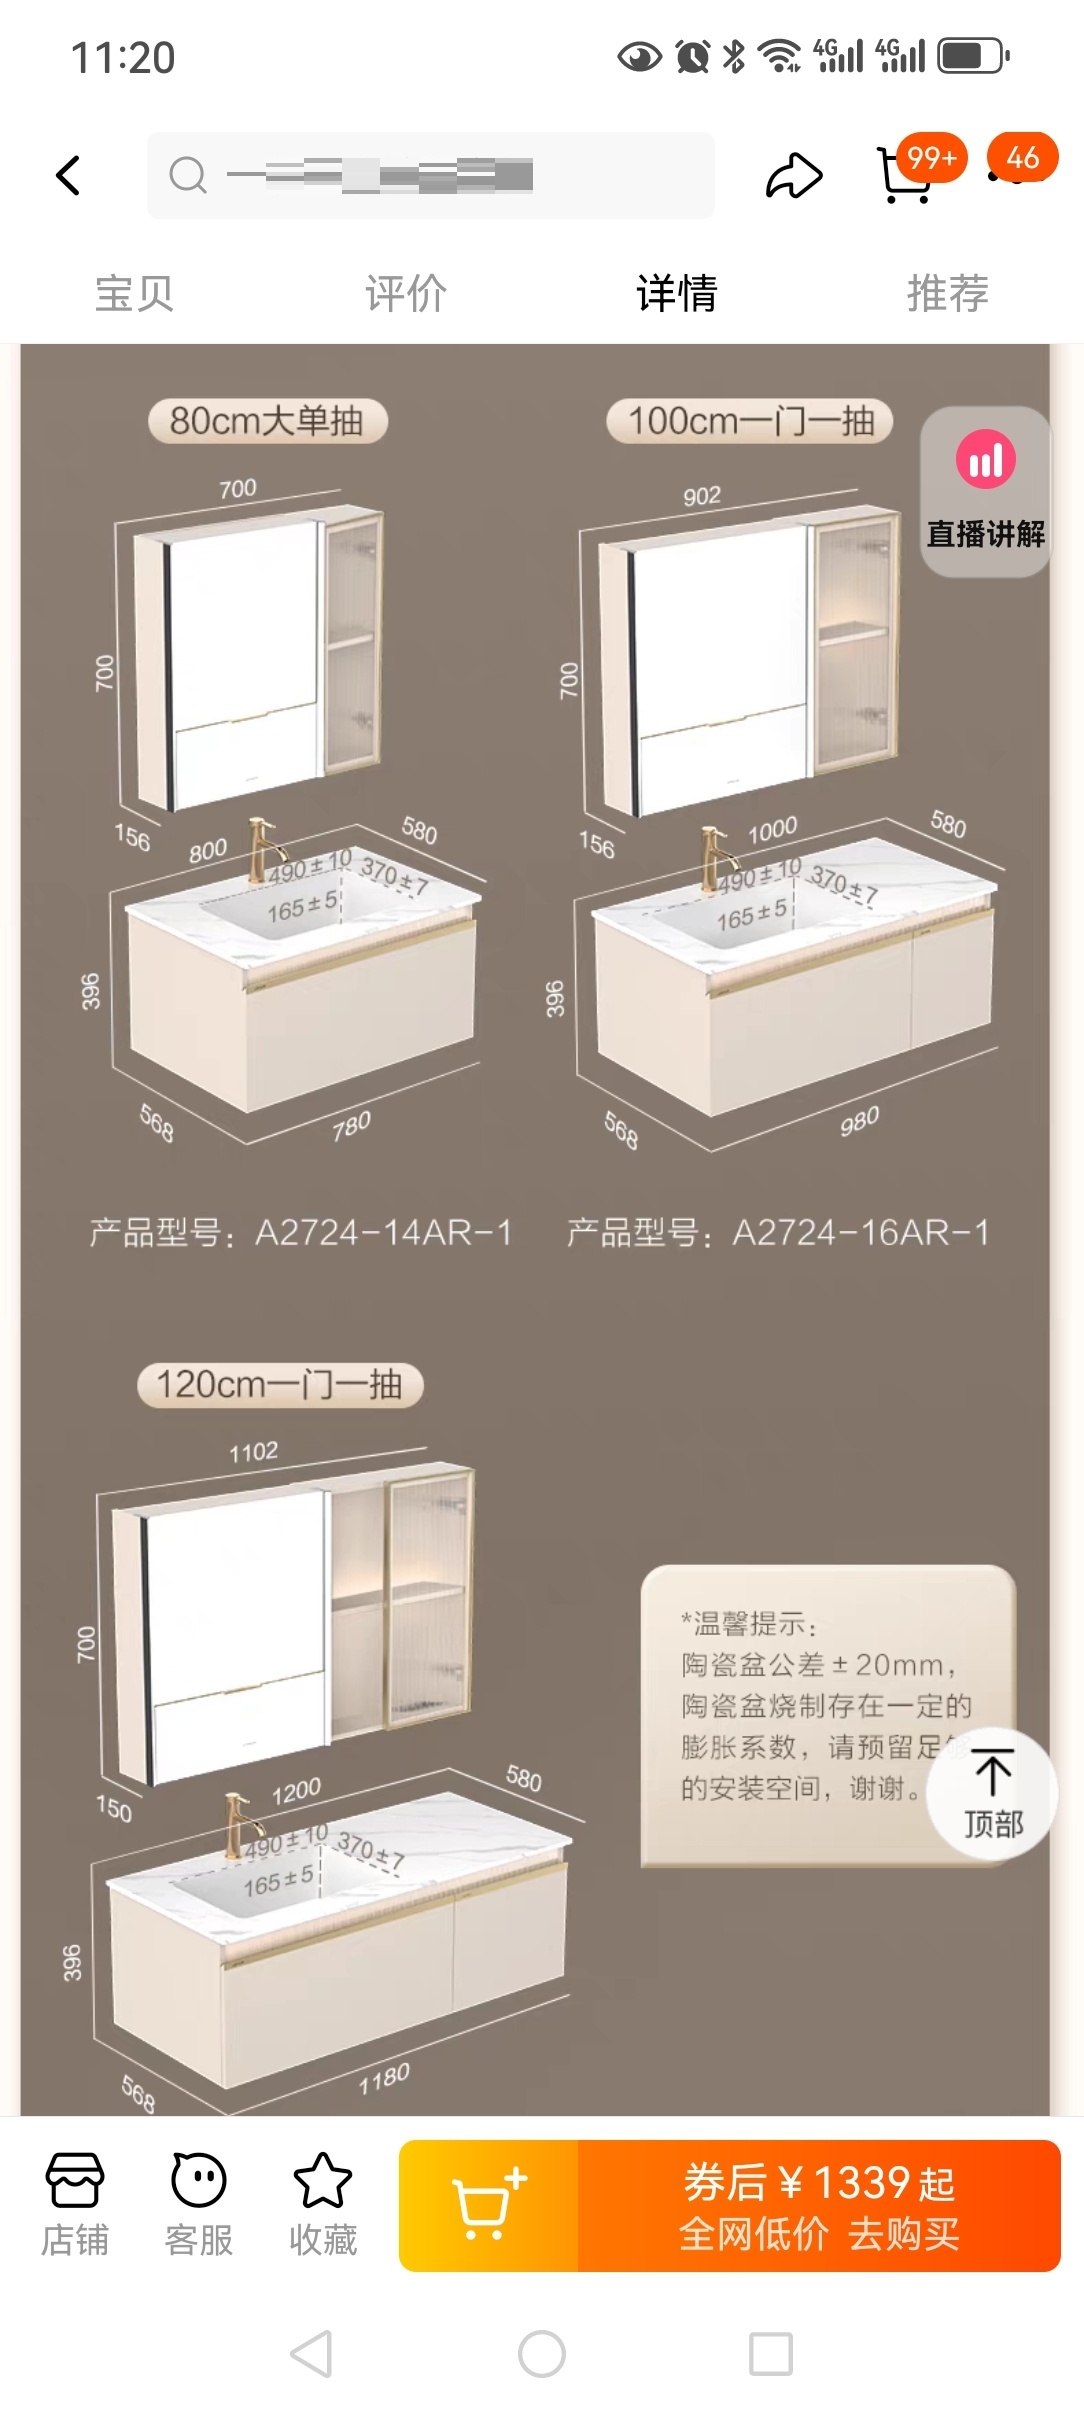 11:20
4G 4G
99+
46
宝贝 评价 详情 推荐
80cm大单抽
100cm一门一抽
直播讲解
700
700
156
800
580
490±10
370±7
165±5
396
568
780
902
700
156
1000
580
490±10
370±7
165±5
396
568
980
产品型号：A2724-14AR-1
产品型号：A2724-16AR-1
120cm一门一抽
1102
700
150
1200
580
490±10
370±7
165±5
396
568
1180
*温馨提示：
陶瓷盆公差±20mm，
陶瓷盆烧制存在一定的
膨胀系数，请预留足够
的安装空间，谢谢。
顶部
店铺
客服
收藏
券后¥1339起
全网低价 去购买